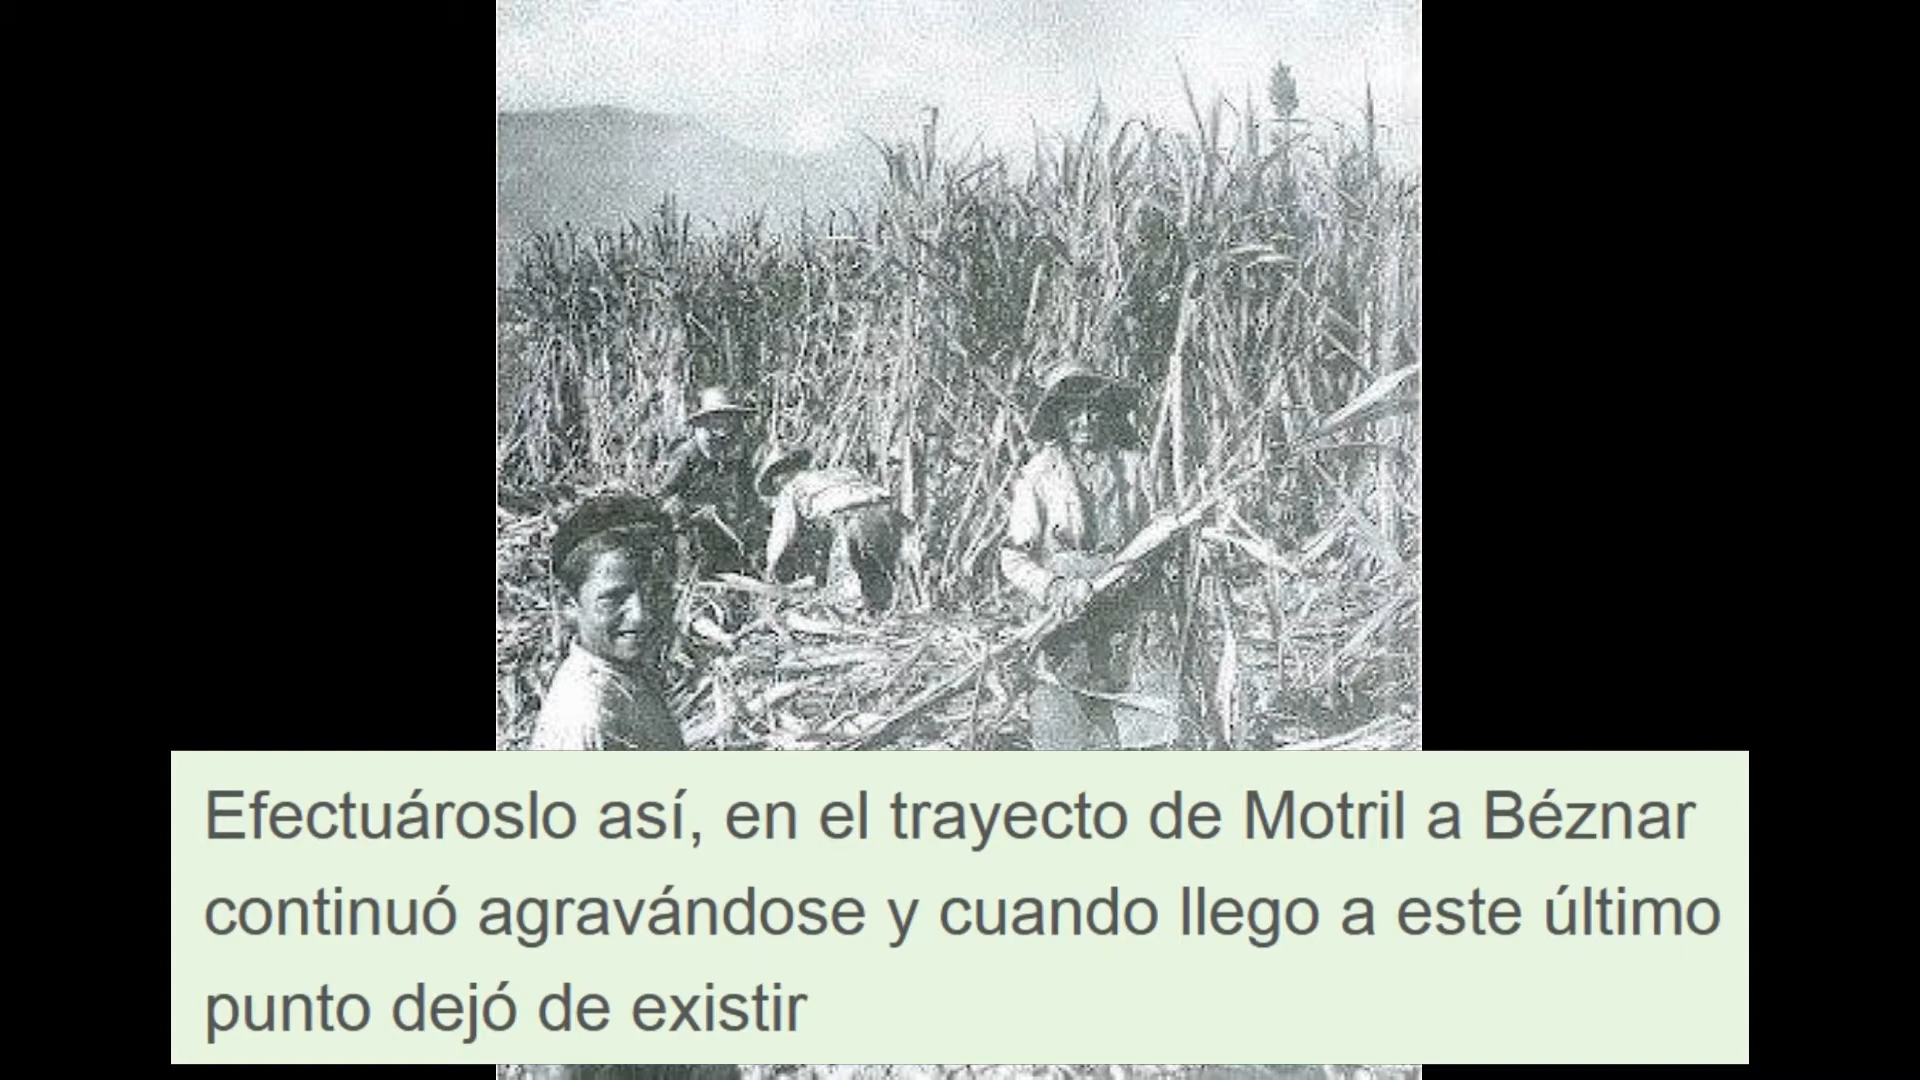 Efectuároslo así, en el trayecto de Motril a Béznar
continuó agravándose y cuando llego a este último
punto dejó de existir